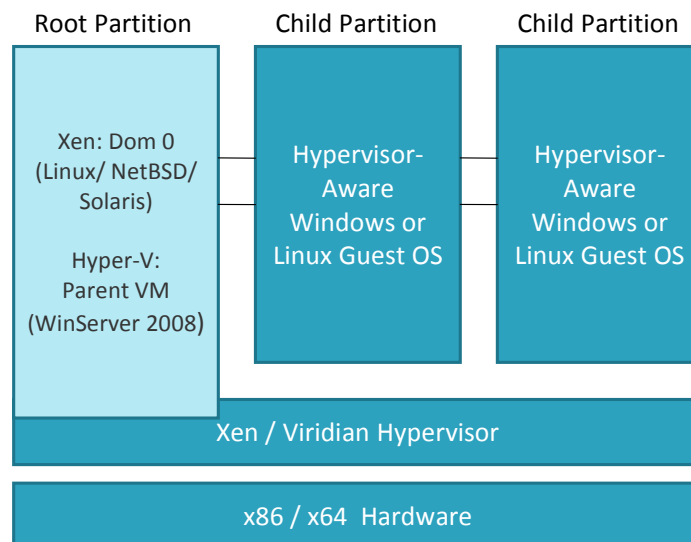 Root Partition
Child Partition
Child Partition
Xen: Dom 0
(Linux/ NetBSD/
Solaris)
Hyper-V:
Parent VM
(WinServer 2008)
Hypervisor-
Aware
Windows or
Linux Guest OS
Hypervisor-
Aware
Windows or
Linux Guest OS
Xen / Viridian Hypervisor
x86 / x64 Hardware